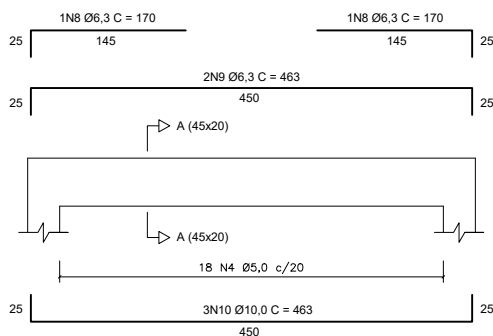 1N8 Ø6,3 C = 170
1N8 Ø6,3 C = 170
25
145
145
25
2N9 Ø6,3 C = 463
25
450
25
A (45x20)
A (45x20)
18 N4 Ø5,0 c/20
25
3N10 Ø10,0 C = 463
25
450